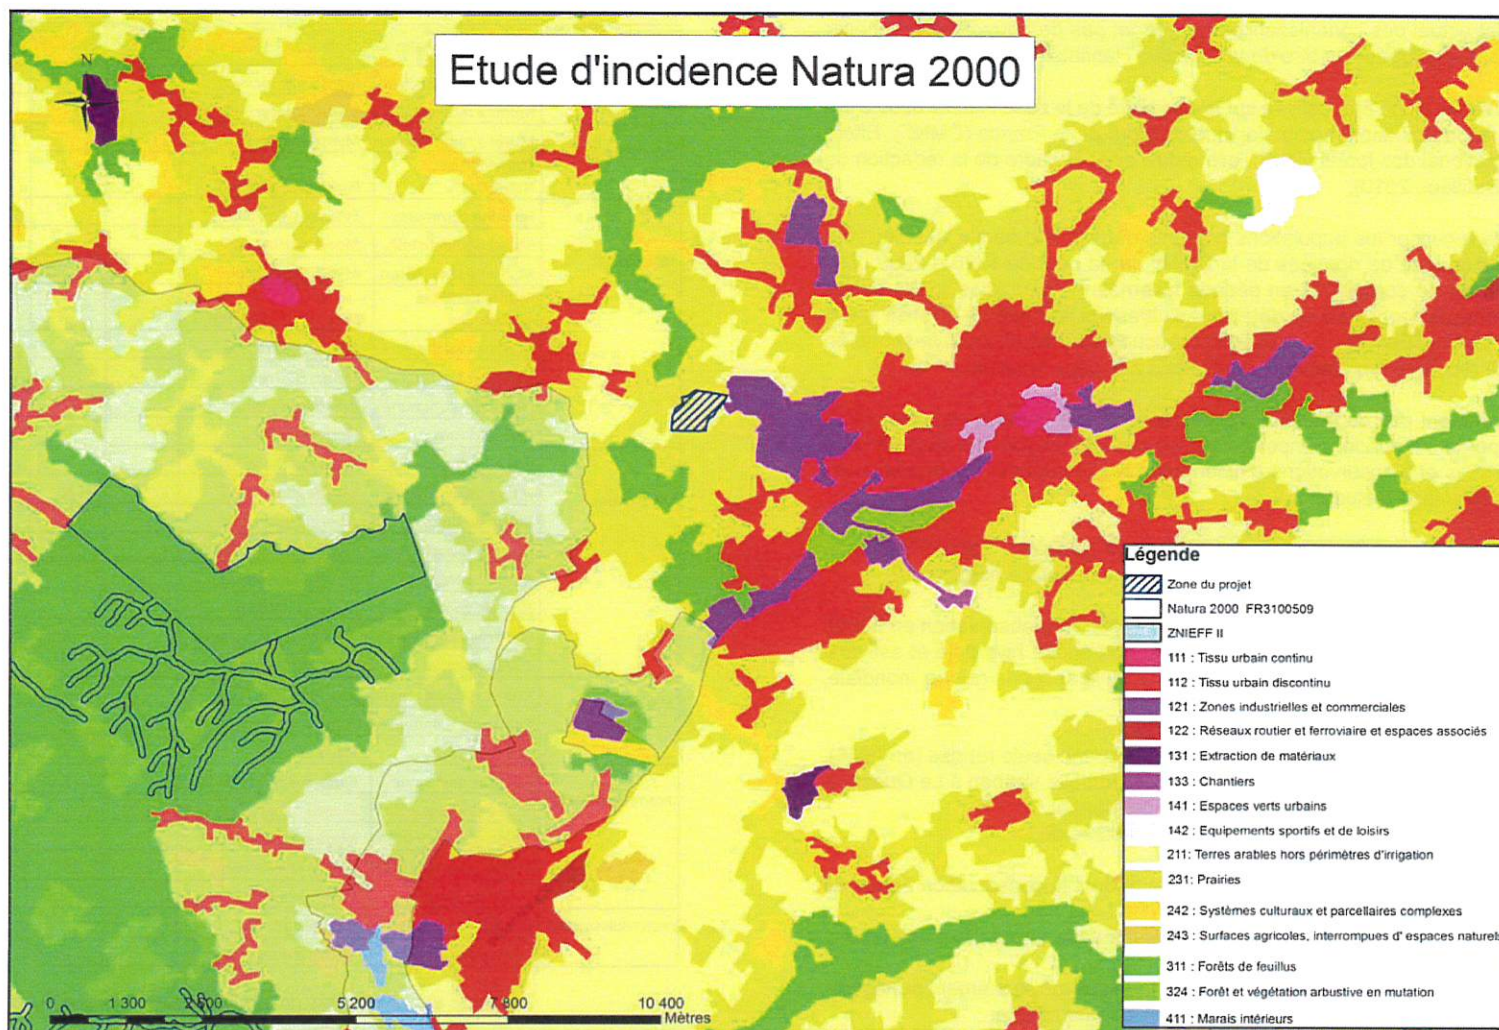 Etude d'incidence Natura 2000
N
Légende
Zone du projet
Natura 2000 FR3100509
ZNIEFF II
111 : Tissu urbain continu
112 : Tissu urbain discontinu
121 : Zones industrielles et commerciales
122 : Réseaux routier et ferroviaire et espaces associés
131 : Extraction de matériaux
133 : Chantiers
141 : Espaces verts urbains
142 : Equipements sportifs et de loisirs
211: Terres arables hors périmètres d'irrigation
231: Prairies
242 : Systèmes culturaux et parcellaires complexes
243 : Surfaces agricoles, interrompues d' espaces naturels
311 : Forêts de feuillus
324 : Forêt et végétation arbustive en mutation
411 : Marais intérieurs
0 1 300 2 600 5 200 7 800 10 400
Mètres